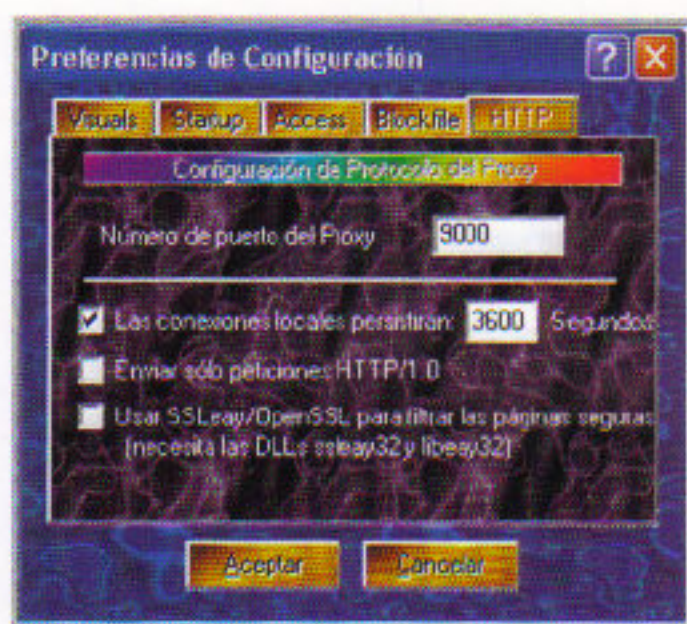 Preferencias de Configuración
Visuals Startup Access Blockfile HTTP
Configuración de Protocolo del Proxy
Número de puerto del Proxy 9000
Las conexiones locales persistiran: 3600 Segundos
Enviar sólo peticiones HTTP/1.0
Usar SSLeay/OpenSSL para filtrar las páginas seguras
(necesita las DLLs ssleay32 y libeay32)
Aceptar Cancelar